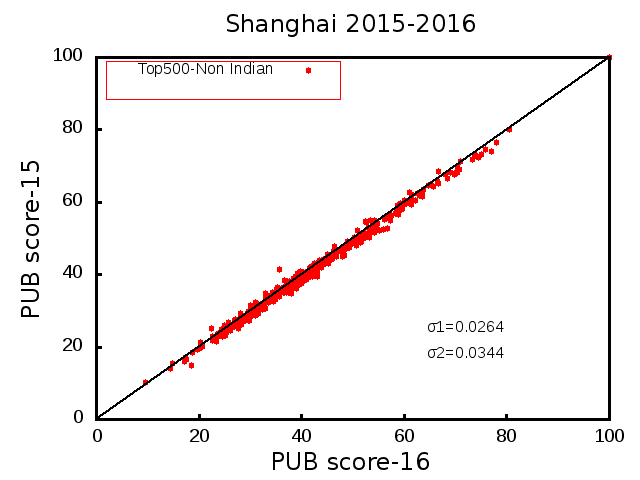 Shanghai 2015-2016
Top500-Non Indian
100
80
60
40
20
0
PUB score-15
σ1=0.0264
σ2=0.0344
0 20 40 60 80 100
PUB score-16